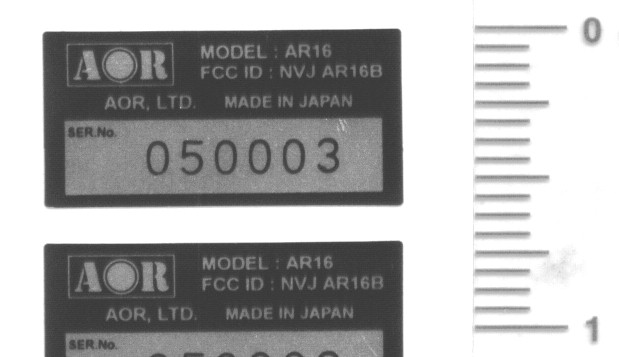 AOR
MODEL : AR16
FCC ID : NVJ AR16B
AOR, LTD. MADE IN JAPAN
SER.No.
050003
AOR
MODEL : AR16
FCC ID : NVJ AR16B
AOR, LTD. MADE IN JAPAN
SER.No.
0
1